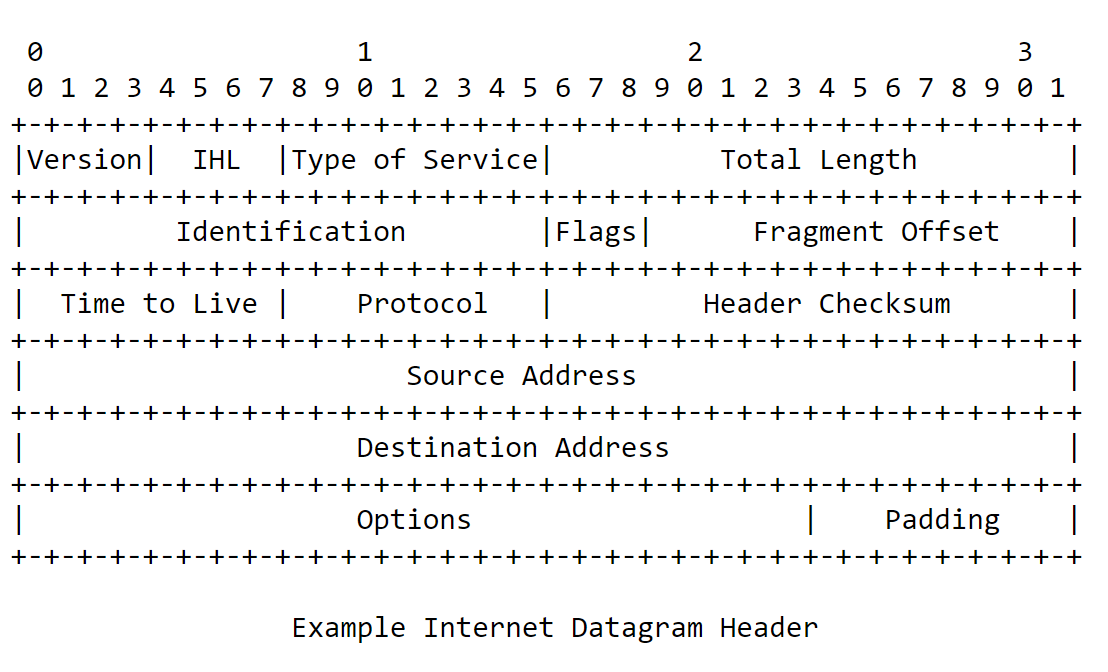 0                   1                   2                   3
 0 1 2 3 4 5 6 7 8 9 0 1 2 3 4 5 6 7 8 9 0 1 2 3 4 5 6 7 8 9 0 1
+-+-+-+-+-+-+-+-+-+-+-+-+-+-+-+-+-+-+-+-+-+-+-+-+-+-+-+-+-+-+-+-+
|Version|  IHL  |Type of Service|          Total Length         |
+-+-+-+-+-+-+-+-+-+-+-+-+-+-+-+-+-+-+-+-+-+-+-+-+-+-+-+-+-+-+-+-+
|         Identification        |Flags|      Fragment Offset    |
+-+-+-+-+-+-+-+-+-+-+-+-+-+-+-+-+-+-+-+-+-+-+-+-+-+-+-+-+-+-+-+-+
|  Time to Live |    Protocol   |         Header Checksum       |
+-+-+-+-+-+-+-+-+-+-+-+-+-+-+-+-+-+-+-+-+-+-+-+-+-+-+-+-+-+-+-+-+
|                       Source Address                          |
+-+-+-+-+-+-+-+-+-+-+-+-+-+-+-+-+-+-+-+-+-+-+-+-+-+-+-+-+-+-+-+-+
|                    Destination Address                        |
+-+-+-+-+-+-+-+-+-+-+-+-+-+-+-+-+-+-+-+-+-+-+-+-+-+-+-+-+-+-+-+-+
|                    Options                    |    Padding    |
+-+-+-+-+-+-+-+-+-+-+-+-+-+-+-+-+-+-+-+-+-+-+-+-+-+-+-+-+-+-+-+-+
                 Example Internet Datagram Header